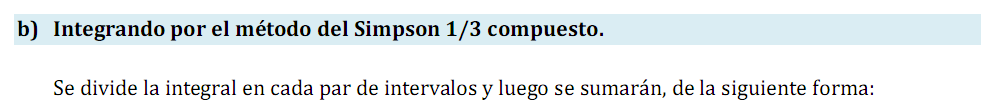 b) Integrando por el método del Simpson 1/3 compuesto.
Se divide la integral en cada par de intervalos y luego se sumarán, de la siguiente forma: